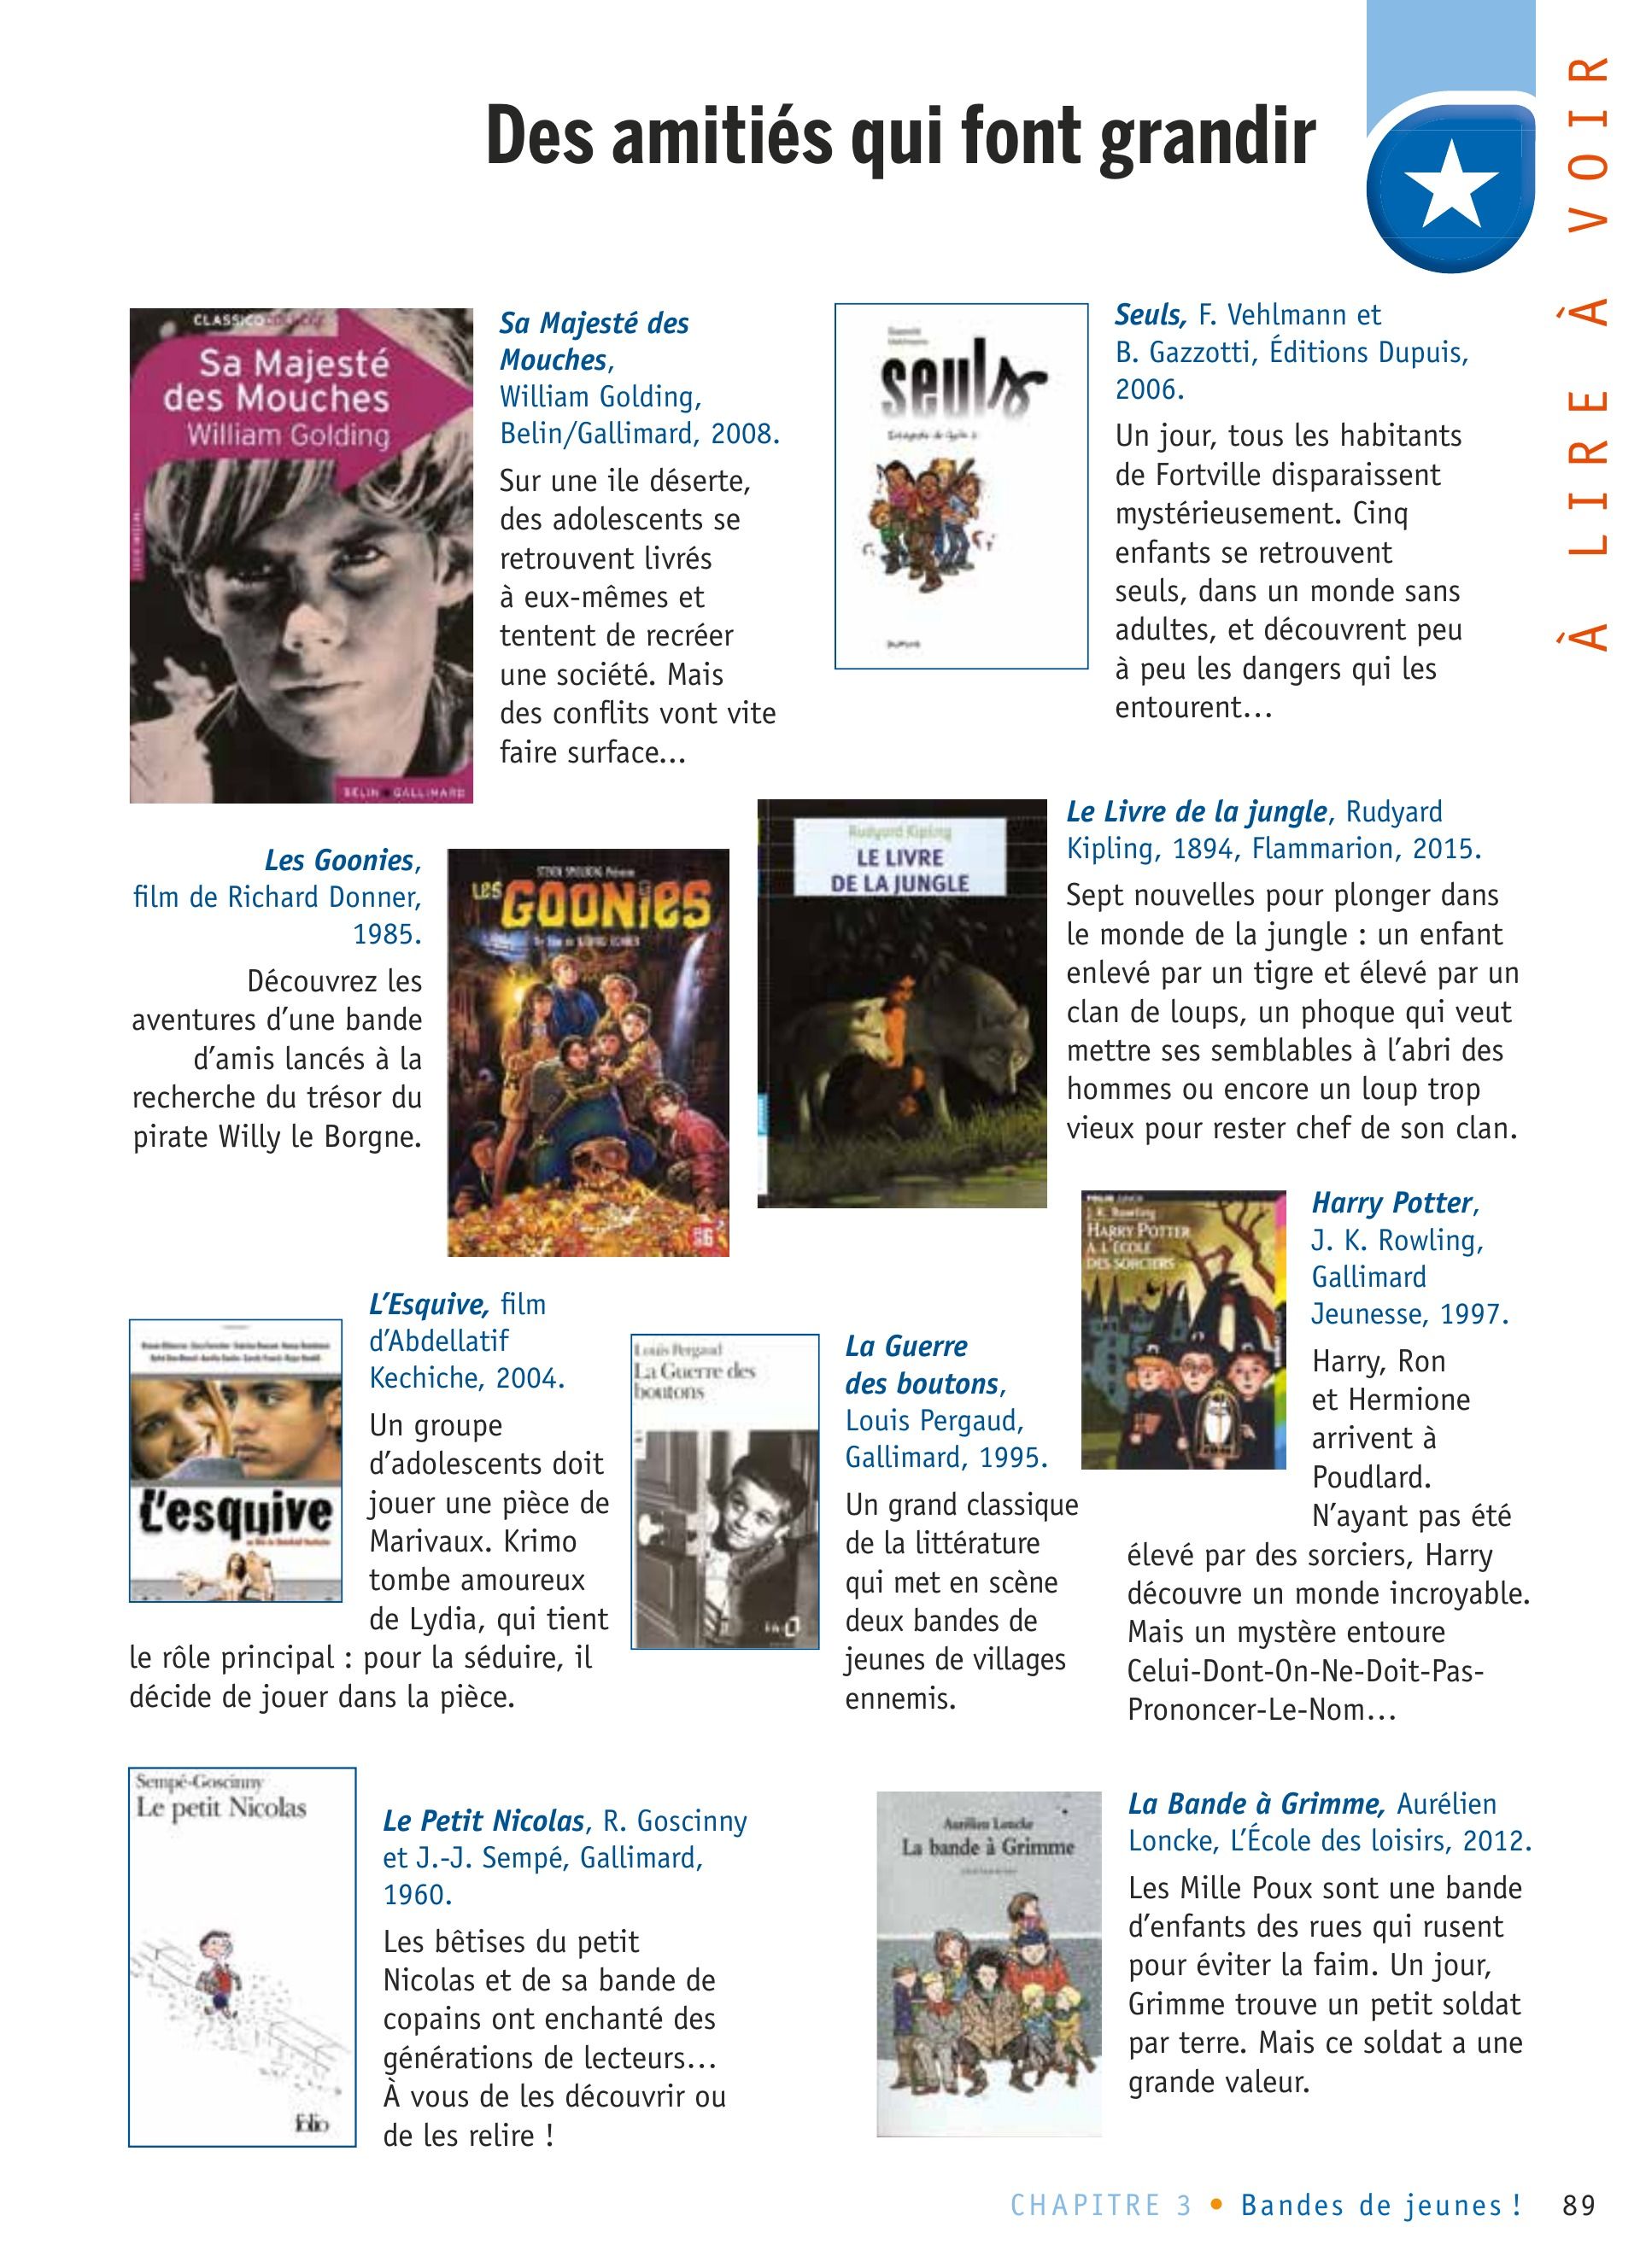 Des amitiés qui font grandir
À LIRE À VOIR
CLASSICO
Sa Majesté
des Mouches
William Golding
BELIN GALLIMARD
Sa Majesté des
Mouches,
William Golding,
Belin/Gallimard, 2008.
Sur une ile déserte,
des adolescents se
retrouvent livrés
à eux-mêmes et
tentent de recréer
une société. Mais
des conflits vont vite
faire surface...
seuls
DUPUIS
Seuls, F. Vehlmann et
B. Gazzotti, Éditions Dupuis,
2006.
Un jour, tous les habitants
de Fortville disparaissent
mystérieusement. Cinq
enfants se retrouvent
seuls, dans un monde sans
adultes, et découvrent peu
à peu les dangers qui les
entourent...
Les Goonies,
film de Richard Donner,
1985.
Découvrez les
aventures d'une bande
d'amis lancés à la
recherche du trésor du
pirate Willy le Borgne.
STEVEN SPIELBERG
LES
GOONIES
Rudyard Kipling
LE LIVRE
DE LA JUNGLE
Le Livre de la jungle, Rudyard
Kipling, 1894, Flammarion, 2015.
Sept nouvelles pour plonger dans
le monde de la jungle : un enfant
enlevé par un tigre et élevé par un
clan de loups, un phoque qui veut
mettre ses semblables à l'abri des
hommes ou encore un loup trop
vieux pour rester chef de son clan.
L'esquive
L'Esquive, film
d'Abdellatif
Kechiche, 2004.
Un groupe
d'adolescents doit
jouer une pièce de
Marivaux. Krimo
tombe amoureux
de Lydia, qui tient
le rôle principal : pour la séduire, il
décide de jouer dans la pièce.
Louis Pergaud
La Guerre des
boutons
La Guerre
des boutons,
Louis Pergaud,
Gallimard, 1995.
Un grand classique
de la littérature
qui met en scène
deux bandes de
jeunes de villages
ennemis.
J. K. Rowling
HARRY POTTER
À L'ÉCOLE
DES SORCIERS
Harry Potter,
J. K. Rowling,
Gallimard
Jeunesse, 1997.
Harry, Ron
et Hermione
arrivent à
Poudlard.
N'ayant pas été
élevé par des sorciers, Harry
découvre un monde incroyable.
Mais un mystère entoure
Celui-Dont-On-Ne-Doit-Pas-
Prononcer-Le-Nom...
Sempé-Goscinny
Le petit Nicolas
folio
Le Petit Nicolas, R. Goscinny
et J.-J. Sempé, Gallimard,
1960.
Les bêtises du petit
Nicolas et de sa bande de
copains ont enchanté des
générations de lecteurs...
À vous de les découvrir ou
de les relire !
Aurélien Loncke
La bande à Grimme
La Bande à Grimme, Aurélien
Loncke, L'École des loisirs, 2012.
Les Mille Poux sont une bande
d'enfants des rues qui rusent
pour éviter la faim. Un jour,
Grimme trouve un petit soldat
par terre. Mais ce soldat a une
grande valeur.
CHAPITRE 3 • Bandes de jeunes ! 89